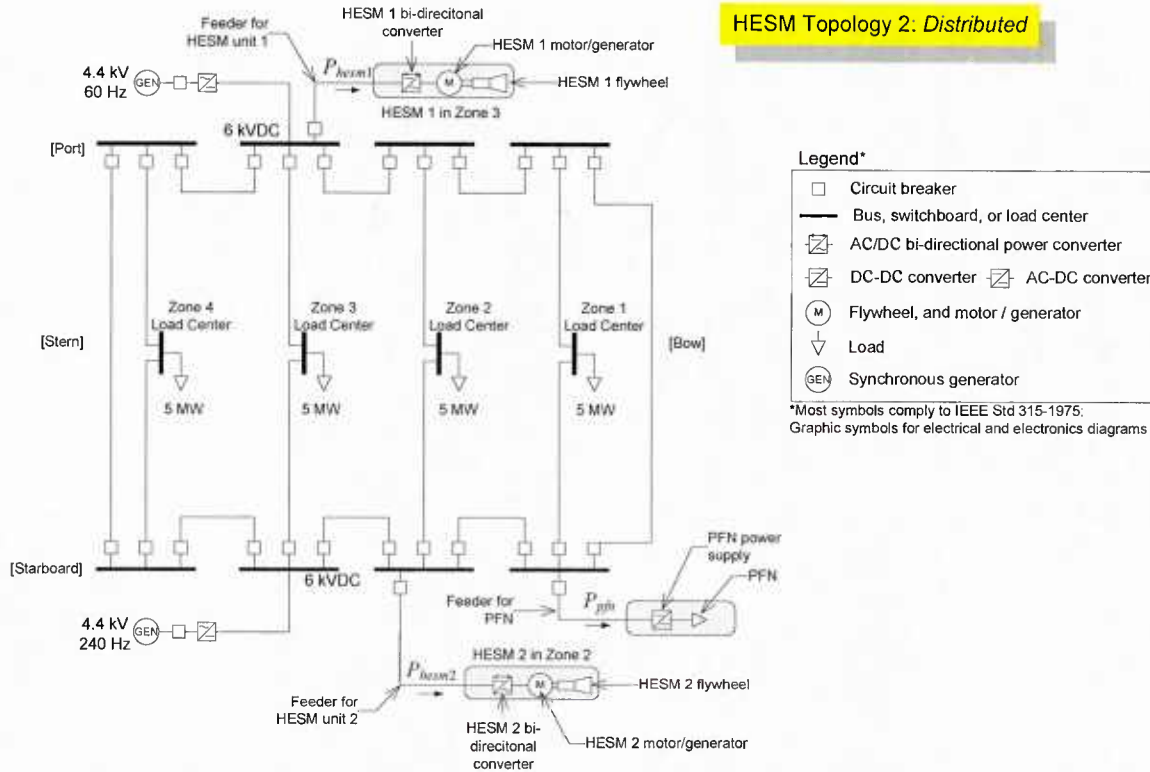 HESM Topology 2: Distributed
HESM 1 bi-direcitonal
converter
Feeder for
HESM unit 1
HESM 1 motor/generator
4.4 kV
60 Hz
GEN
P_hesm1
M
HESM 1 flywheel
HESM 1 in Zone 3
6 kVDC
[Port]
Zone 4
Load Center
Zone 3
Load Center
Zone 2
Load Center
Zone 1
Load Center
[Stern]
[Bow]
5 MW
5 MW
5 MW
5 MW
[Starboard]
6 kVDC
PFN power
supply
PFN
Feeder for
PFN
P_pfn
4.4 kV
240 Hz
GEN
HESM 2 in Zone 2
P_hesm2
M
HESM 2 flywheel
Feeder for
HESM unit 2
HESM 2 bi-
direcitonal
converter
HESM 2 motor/generator
Legend*
Circuit breaker
Bus, switchboard, or load center
AC/DC bi-directional power converter
DC-DC converter
AC-DC converter
M
Flywheel, and motor / generator
Load
GEN
Synchronous generator
*Most symbols comply to IEEE Std 315-1975:
Graphic symbols for electrical and electronics diagrams